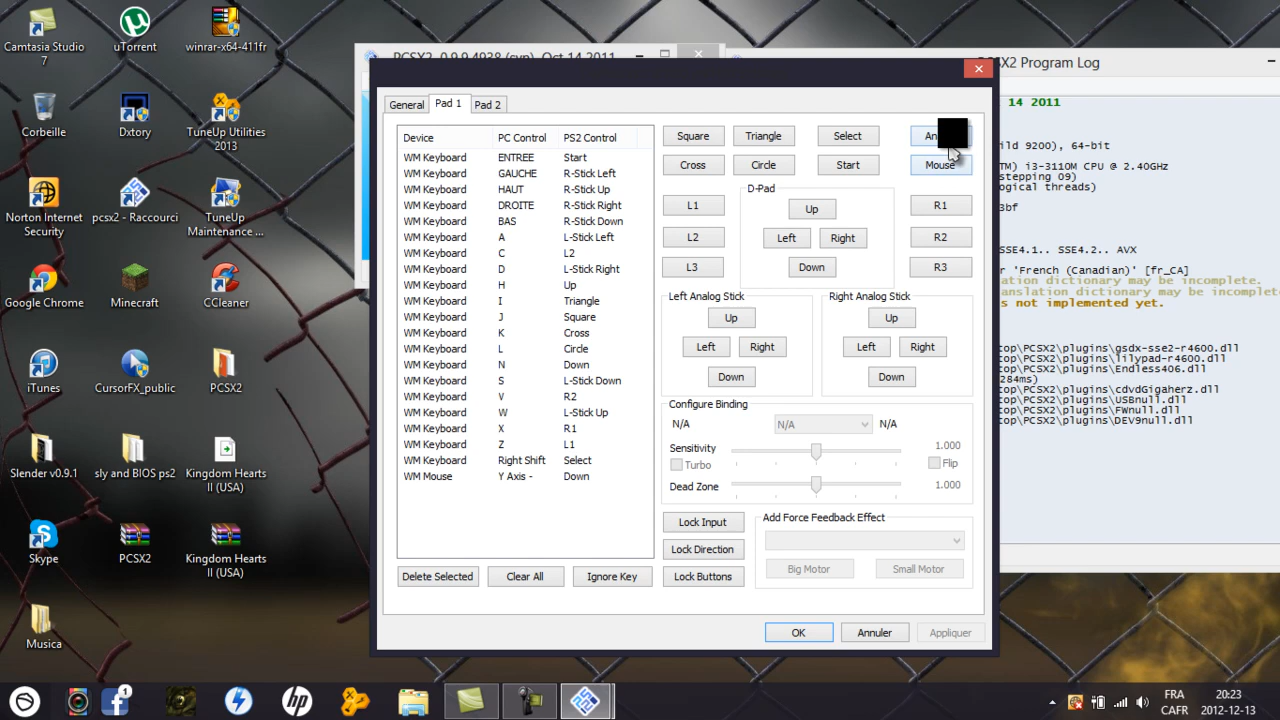 Camtasia Studio
7
uTorrent
winrar-x64-411fr
Corbeille
Dxtory
TuneUp Utilities
2013
Norton Internet
Security
pcsx2 - Raccourci
TuneUp
Maintenance ...
Google Chrome
Minecraft
CCleaner
iTunes
CursorFX_public
PCSX2
Slender v0.9.1
sly and BIOS ps2
Kingdom Hearts
II (USA)
Skype
PCSX2
Kingdom Hearts
II (USA)
Musica
PCSX2 0.9.9.4938 (svn) Oct 14 2011
General
Pad 1
Pad 2
Device PC Control PS2 Control
WM Keyboard ENTREE Start
WM Keyboard GAUCHE R-Stick Left
WM Keyboard HAUT R-Stick Up
WM Keyboard DROITE R-Stick Right
WM Keyboard BAS R-Stick Down
WM Keyboard A L-Stick Left
WM Keyboard C L2
WM Keyboard D L-Stick Right
WM Keyboard H Up
WM Keyboard I Triangle
WM Keyboard J Square
WM Keyboard K Cross
WM Keyboard L Circle
WM Keyboard N Down
WM Keyboard S L-Stick Down
WM Keyboard V R2
WM Keyboard W L-Stick Up
WM Keyboard X R1
WM Keyboard Z L1
WM Keyboard Right Shift Select
WM Mouse Y Axis - Down
Delete Selected
Clear All
Ignore Key
Square
Triangle
Select
An
Cross
Circle
Start
Mouse
D-Pad
L1
Up
R1
L2
Left
Right
R2
L3
Down
R3
Left Analog Stick
Right Analog Stick
Up
Up
Left
Right
Left
Right
Down
Down
Configure Binding
N/A
N/A
N/A
Sensitivity
1.000
Turbo
Flip
Dead Zone
1.000
Lock Input
Add Force Feedback Effect
Lock Direction
Lock Buttons
Big Motor
Small Motor
OK
Annuler
Appliquer
SX2 Program Log
14 2011
ild 9200), 64-bit
TM) i3-3110M CPU @ 2.40GHz
stepping 09)
ogical threads)
3bf
SSE4.1.. SSE4.2.. AVX
r 'French (Canadian)' [fr_CA]
ation dictionary may be incomplete.
anslation dictionary may be incomplete
s not implemented yet.
top\PCSX2\plugins\gsdx-sse2-r4600.dll
top\PCSX2\plugins\lilypad-r4600.dll
top\PCSX2\plugins\Endless406.dll
284ms)
top\PCSX2\plugins\cdvdGigaherz.dll
top\PCSX2\plugins\USBnull.dll
top\PCSX2\plugins\FWnull.dll
top\PCSX2\plugins\DEV9null.dll
1
hp
FRA
CAFR
20:23
2012-12-13